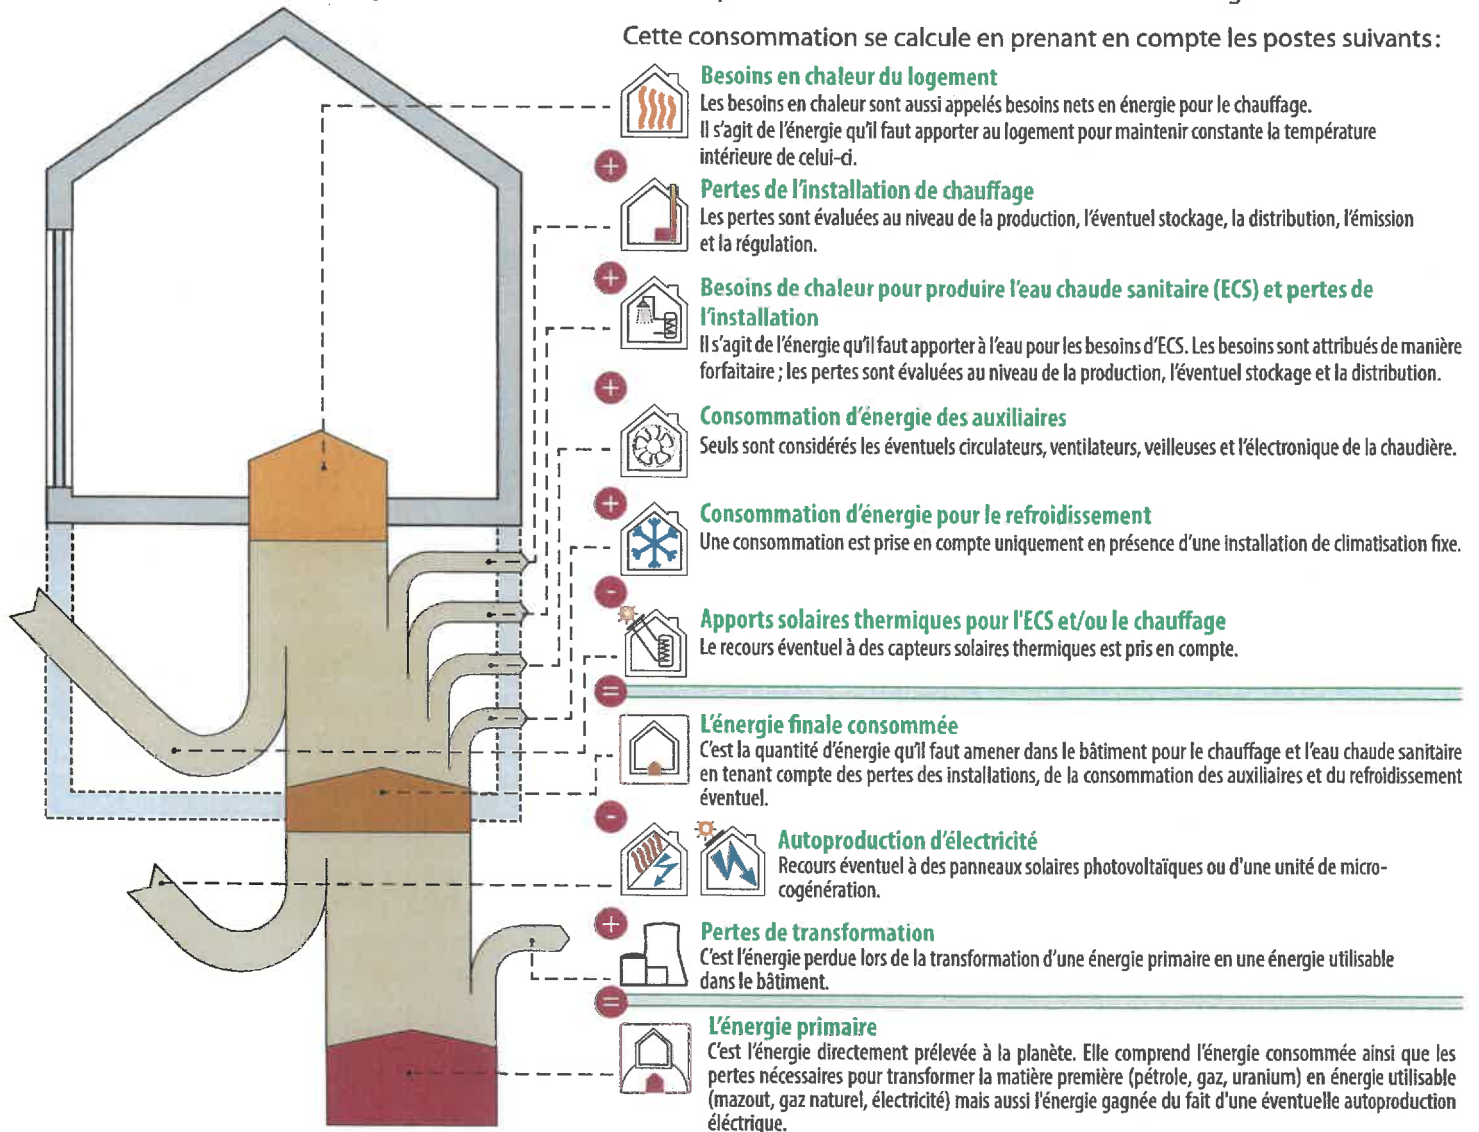 Cette consommation se calcule en prenant en compte les postes suivants :
Besoins en chaleur du logement
Les besoins en chaleur sont aussi appelés besoins nets en énergie pour le chauffage.
Il s'agit de l'énergie qu'il faut apporter au logement pour maintenir constante la température
intérieure de celui-ci.
+
Pertes de l'installation de chauffage
Les pertes sont évaluées au niveau de la production, l'éventuel stockage, la distribution, l'émission
et la régulation.
+
Besoins de chaleur pour produire l'eau chaude sanitaire (ECS) et pertes de
l'installation
Il s'agit de l'énergie qu'il faut apporter à l'eau pour les besoins d'ECS. Les besoins sont attribués de manière
forfaitaire ; les pertes sont évaluées au niveau de la production, l'éventuel stockage et la distribution.
+
Consommation d'énergie des auxiliaires
Seuls sont considérés les éventuels circulateurs, ventilateurs, veilleuses et l'électronique de la chaudière.
+
Consommation d'énergie pour le refroidissement
Une consommation est prise en compte uniquement en présence d'une installation de climatisation fixe.
-
Apports solaires thermiques pour l'ECS et/ou le chauffage
Le recours éventuel à des capteurs solaires thermiques est pris en compte.
=
L'énergie finale consommée
C'est la quantité d'énergie qu'il faut amener dans le bâtiment pour le chauffage et l'eau chaude sanitaire
en tenant compte des pertes des installations, de la consommation des auxiliaires et du refroidissement
éventuel.
-
Autoproduction d'électricité
Recours éventuel à des panneaux solaires photovoltaïques ou d'une unité de micro-
cogénération.
+
Pertes de transformation
C'est l'énergie perdue lors de la transformation d'une énergie primaire en une énergie utilisable
dans le bâtiment.
=
L'énergie primaire
C'est l'énergie directement prélevée à la planète. Elle comprend l'énergie consommée ainsi que les
pertes nécessaires pour transformer la matière première (pétrole, gaz, uranium) en énergie utilisable
(mazout, gaz naturel, électricité) mais aussi l'énergie gagnée du fait d'une éventuelle autoproduction
éléctrique.